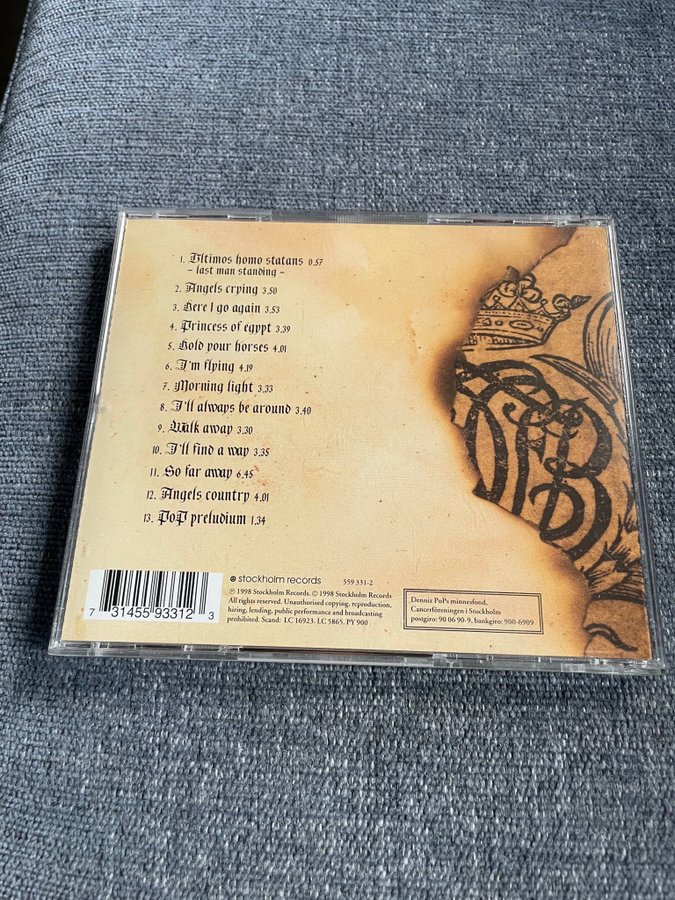 1. Ultimos homo statans 0,57
- last man standing -
2. Angels crying 3,50
3. Here I go again 3,53
4. Princess of egypt 3,39
5. Hold your horses 4,01
6. I'm flying 4,19
7. Morning light 3,33
8. I'll always be around 3,40
9. Walk away 3,30
10. I'll find a way 3,35
11. So far away 6,45
12. Angels country 4,01
13. PoP preludium 1,34
stockholm records 559 331-2
℗ 1998 Stockholm Records. © 1998 Stockholm Records
All rights reserved. Unauthorised copying, reproduction,
hiring, lending, public performance and broadcasting
prohibited. Scand: LC 16923. LC 5865. PY 900
Denniz PoPs minnesfond,
Cancerföreningen i Stockholm
postgiro: 90 06 90-9, bankgiro: 900-6909
7 31455 93312 3